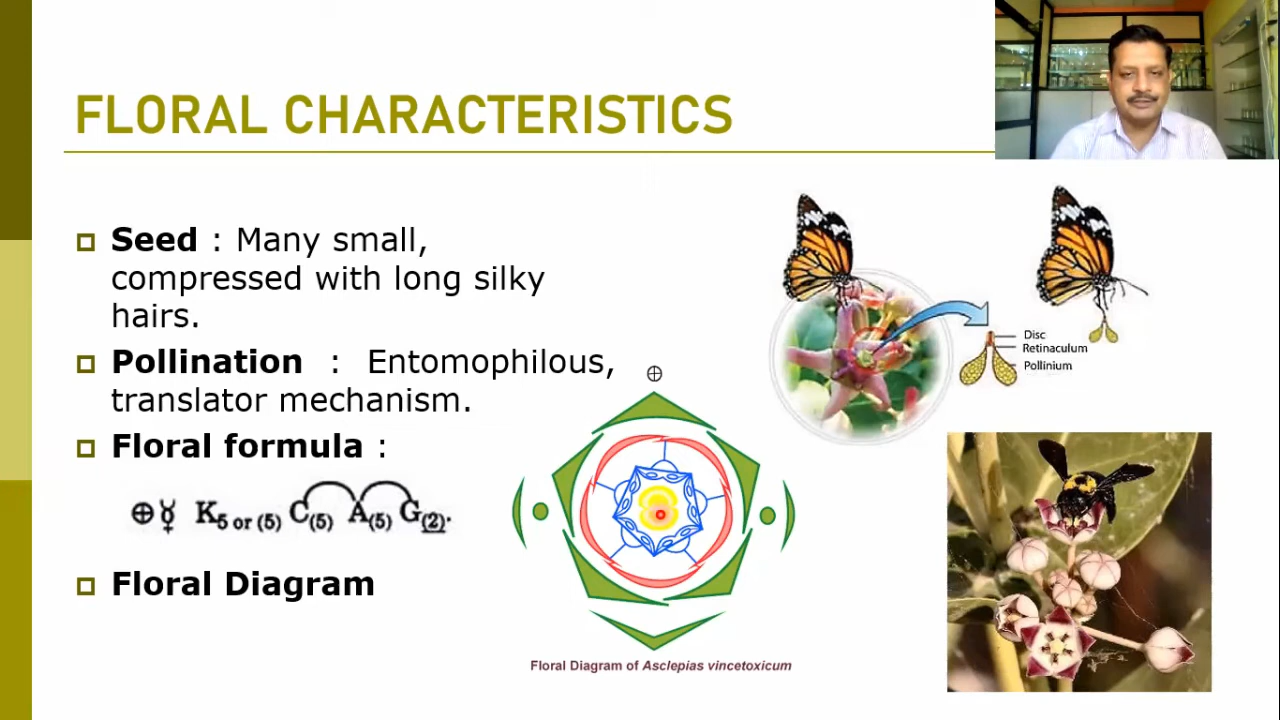 FLORAL CHARACTERISTICS
Seed : Many small,
compressed with long silky
hairs.
Pollination : Entomophilous,
translator mechanism.
Floral formula :
⊕ ☿ K5 or (5) C(5) A(5) G(2).
Floral Diagram
⊕
Floral Diagram of Asclepias vincetoxicum
Disc
Retinaculum
Pollinium